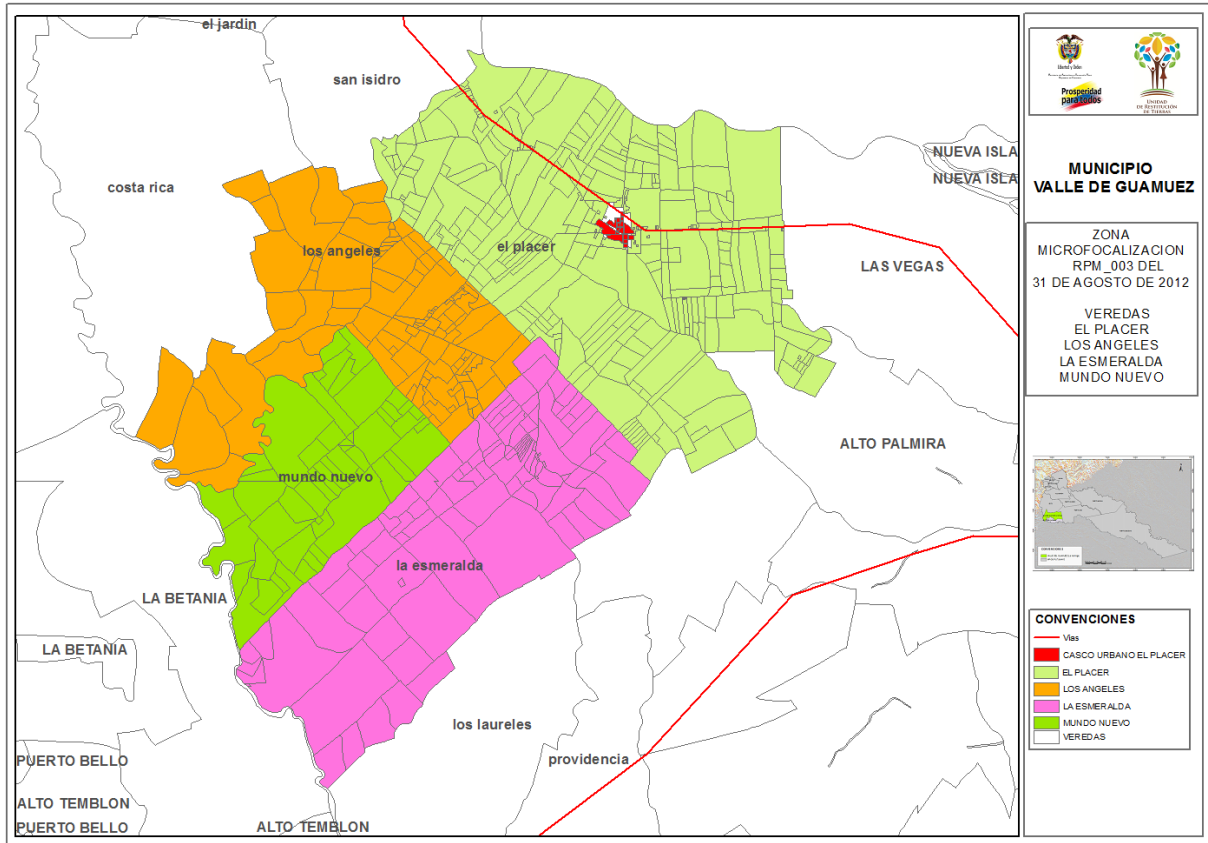 el jardin
san isidro
costa rica
los angeles
el placer
NUEVA ISLA
NUEVA ISLA
LAS VEGAS
ALTO PALMIRA
mundo nuevo
la esmeralda
LA BETANIA
LA BETANIA
los laureles
providencia
PUERTO BELLO
ALTO TEMBLON
PUERTO BELLO
ALTO TEMBLON
Libertad y Orden
Prosperidad
para todos
UNIDAD
DE RESTITUCIÓN
DE TIERRAS
MUNICIPIO
VALLE DE GUAMUEZ
ZONA
MICROFOCALIZACION
RPM_003 DEL
31 DE AGOSTO DE 2012
VEREDAS
EL PLACER
LOS ANGELES
LA ESMERALDA
MUNDO NUEVO
CONVENCIONES
Vias
CASCO URBANO EL PLACER
EL PLACER
LOS ANGELES
LA ESMERALDA
MUNDO NUEVO
VEREDAS